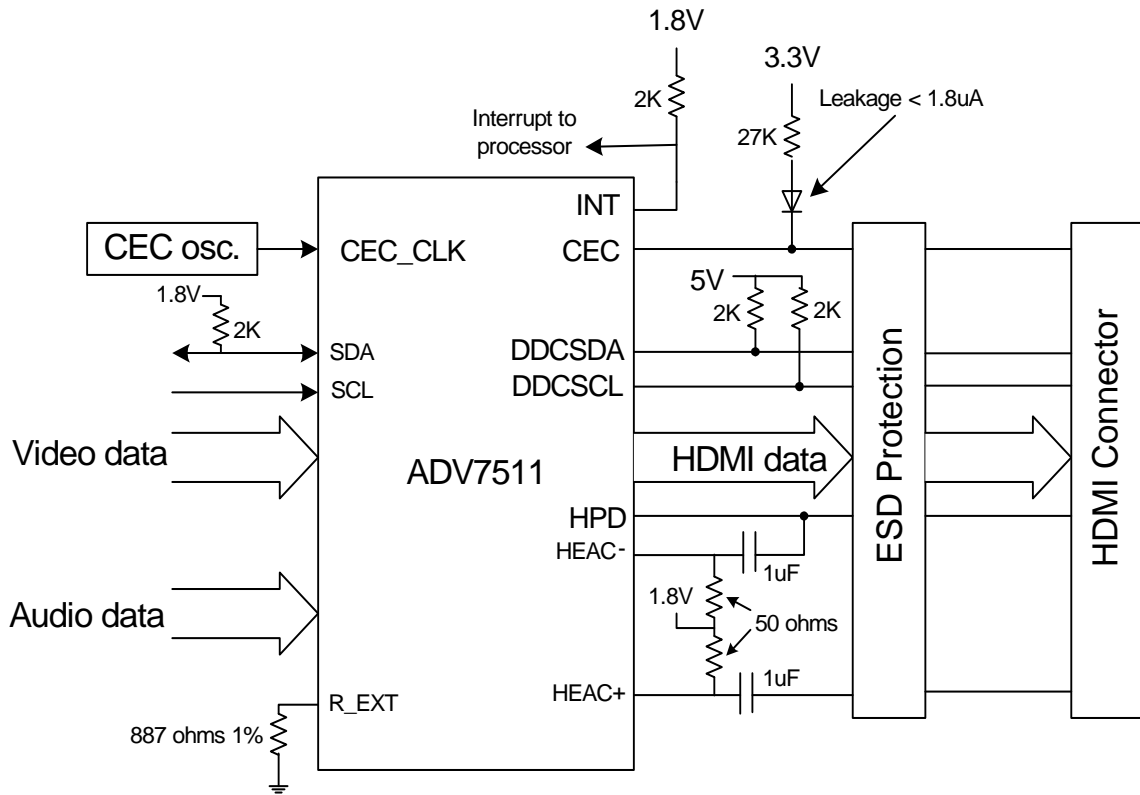 1.8V
3.3V
2K
Leakage < 1.8uA
Interrupt to
processor
27K
INT
CEC osc.
CEC_CLK
CEC
1.8V
5V
2K
2K
2K
SDA
DDCSDA
SCL
DDCSCL
Video data
ADV7511
HDMI data
ESD Protection
HDMI Connector
HPD
HEAC-
1uF
1.8V
Audio data
50 ohms
1uF
HEAC+
R_EXT
887 ohms 1%